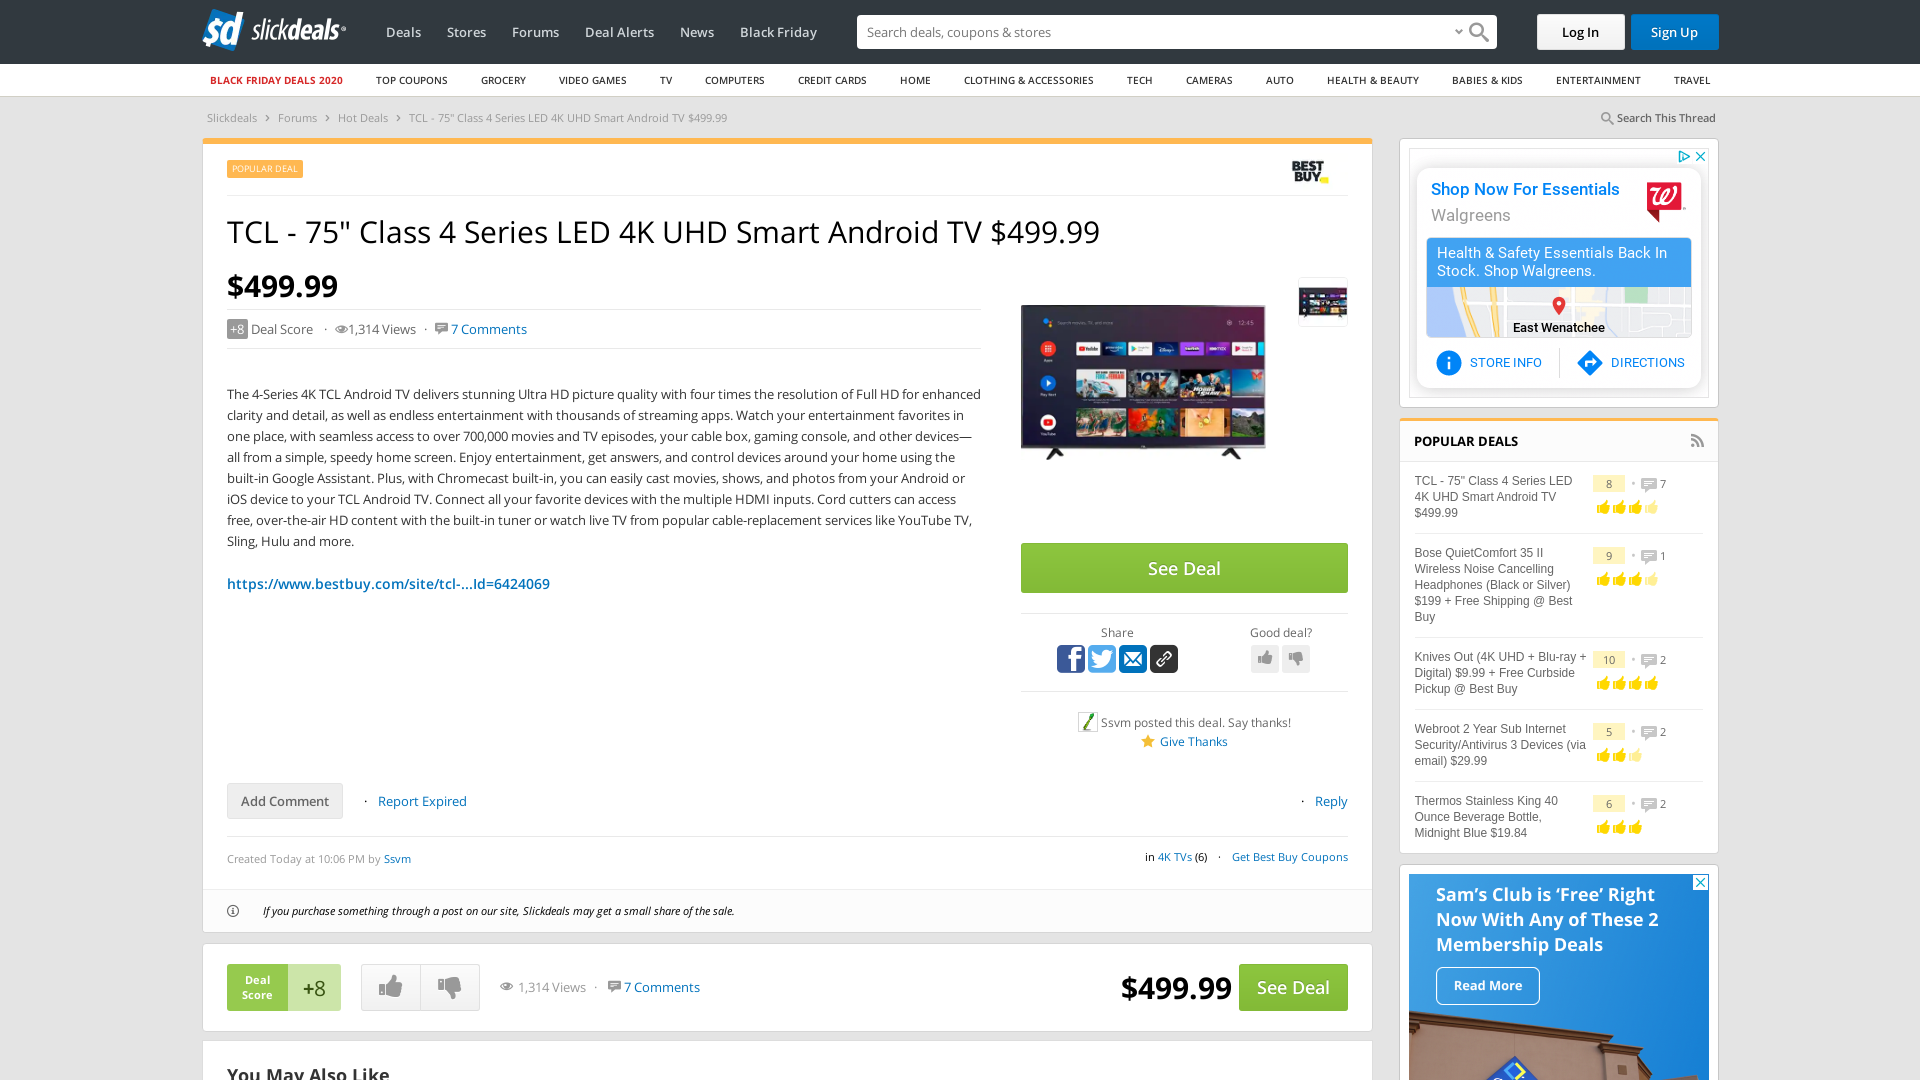 slickdeals
Deals
Stores
Forums
Deal Alerts
News
Black Friday
Search deals, coupons & stores
Log In
Sign Up
BLACK FRIDAY DEALS 2020
TOP COUPONS
GROCERY
VIDEO GAMES
TV
COMPUTERS
CREDIT CARDS
HOME
CLOTHING & ACCESSORIES
TECH
CAMERAS
AUTO
HEALTH & BEAUTY
BABIES & KIDS
ENTERTAINMENT
TRAVEL
Slickdeals > Forums > Hot Deals > TCL - 75" Class 4 Series LED 4K UHD Smart Android TV $499.99
Search This Thread
POPULAR DEAL
BEST
BUY
TCL - 75" Class 4 Series LED 4K UHD Smart Android TV $499.99
$499.99
+8 Deal Score · 1,314 Views · 7 Comments
The 4-Series 4K TCL Android TV delivers stunning Ultra HD picture quality with four times the resolution of Full HD for enhanced
clarity and detail, as well as endless entertainment with thousands of streaming apps. Watch your entertainment favorites in
one place, with seamless access to over 700,000 movies and TV episodes, your cable box, gaming console, and other devices—
all from a simple, speedy home screen. Enjoy entertainment, get answers, and control devices around your home using the
built-in Google Assistant. Plus, with Chromecast built-in, you can easily cast movies, shows, and photos from your Android or
iOS device to your TCL Android TV. Connect all your favorite devices with the multiple HDMI inputs. Cord cutters can access
free, over-the-air HD content with the built-in tuner or watch live TV from popular cable-replacement services like YouTube TV,
Sling, Hulu and more.
https://www.bestbuy.com/site/tcl-...Id=6424069
12:45
YouTube
1917
See Deal
Share
Good deal?
Ssvm posted this deal. Say thanks!
Give Thanks
Add Comment
· Report Expired
· Reply
Created Today at 10:06 PM by Ssvm
in 4K TVs (6) · Get Best Buy Coupons
If you purchase something through a post on our site, Slickdeals may get a small share of the sale.
Deal
Score
+8
1,314 Views · 7 Comments
$499.99
See Deal
You May Also Like
Shop Now For Essentials
Walgreens
Health & Safety Essentials Back In
Stock. Shop Walgreens.
East Wenatchee
STORE INFO
DIRECTIONS
POPULAR DEALS
TCL - 75" Class 4 Series LED
4K UHD Smart Android TV
$499.99
8 · 7
Bose QuietComfort 35 II
Wireless Noise Cancelling
Headphones (Black or Silver)
$199 + Free Shipping @ Best
Buy
9 · 1
Knives Out (4K UHD + Blu-ray +
Digital) $9.99 + Free Curbside
Pickup @ Best Buy
10 · 2
Webroot 2 Year Sub Internet
Security/Antivirus 3 Devices (via
email) $29.99
5 · 2
Thermos Stainless King 40
Ounce Beverage Bottle,
Midnight Blue $19.84
6 · 2
Sam's Club is ‘Free’ Right
Now With Any of These 2
Membership Deals
Read More